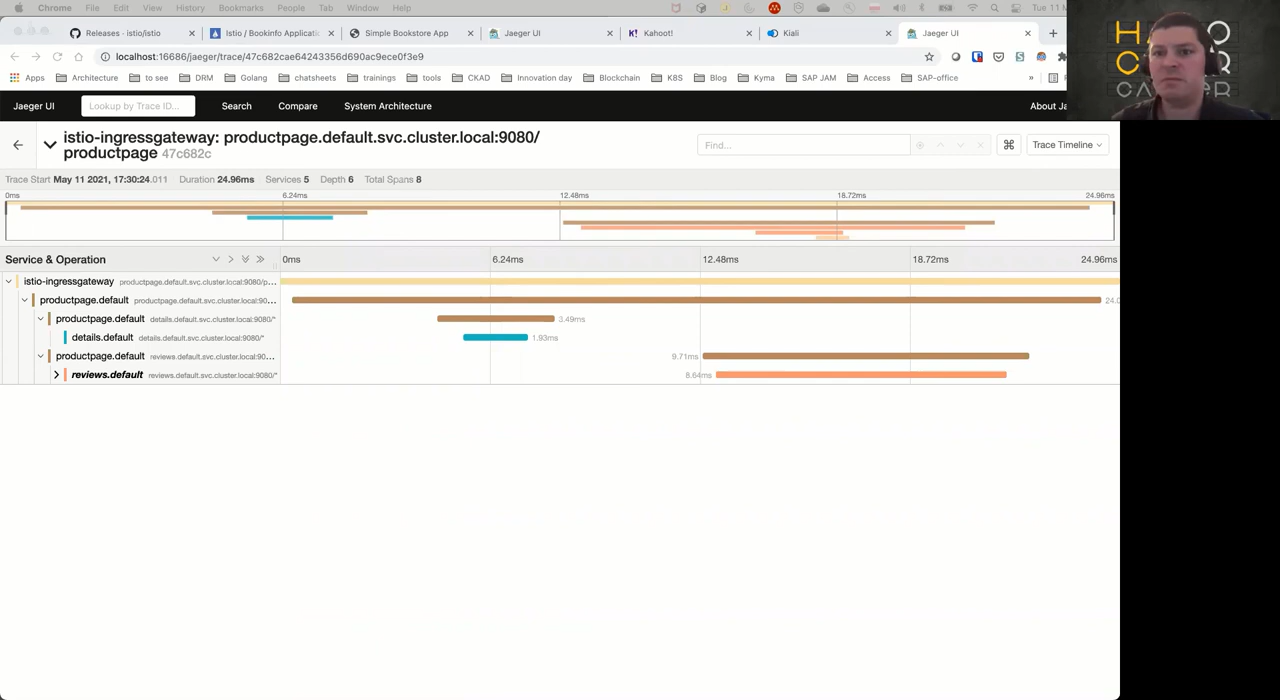 Chrome File Edit View History Bookmarks People Tab Window Help Tue 11 M
Releases · istio/istio Istio / Bookinfo Applicati Simple Bookstore App Jaeger UI Kahoot! Kiali Jaeger UI
localhost:16686/jaeger/trace/47c682cae64243356d690ac9ece0f3e9
Apps Architecture to see DRM Golang chatsheets trainings tools CKAD Innovation day Blockchain K8S Blog Kyma SAP JAM Access SAP-office »
Jaeger UI Lookup by Trace ID... Search Compare System Architecture About Ja
istio-ingressgateway: productpage.default.svc.cluster.local:9080/
productpage 47c682c
Find...
Trace Timeline
Trace Start May 11 2021, 17:30:24.011 Duration 24.96ms Services 5 Depth 6 Total Spans 8
0ms 6.24ms 12.48ms 18.72ms 24.96ms
Service & Operation 0ms 6.24ms 12.48ms 18.72ms 24.96ms
istio-ingressgateway productpage.default.svc.cluster.local:9080/p...
productpage.default productpage.default.svc.cluster.local:90... 24.0
productpage.default details.default.svc.cluster.local:9080/* 3.49ms
details.default details.default.svc.cluster.local:9080/* 1.93ms
productpage.default reviews.default.svc.cluster.local:90... 9.71ms
reviews.default reviews.default.svc.cluster.local:9080/* 8.64ms